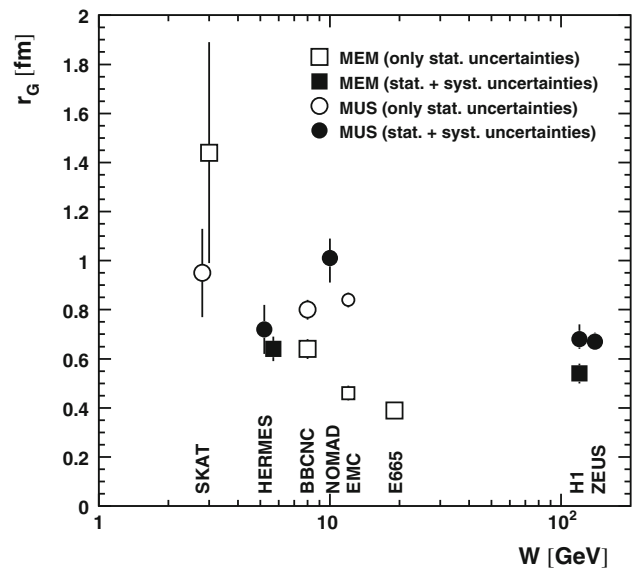 r_G [fm]
2
1.8
1.6
1.4
1.2
1
0.8
0.6
0.4
0.2
0
MEM (only stat. uncertainties)
MEM (stat. + syst. uncertainties)
MUS (only stat. uncertainties)
MUS (stat. + syst. uncertainties)
SKAT
HERMES
BBCNC
NOMAD
EMC
E665
H1
ZEUS
1
10
10²
W [GeV]